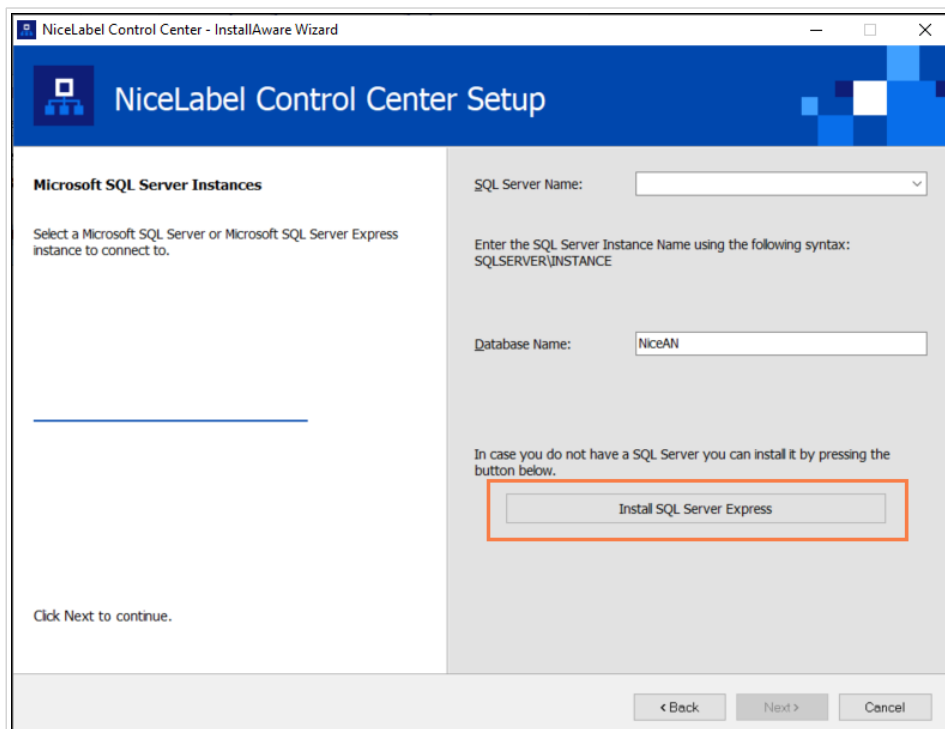 NiceLabel Control Center - InstallAware Wizard
NiceLabel Control Center Setup
Microsoft SQL Server Instances
Select a Microsoft SQL Server or Microsoft SQL Server Express
instance to connect to.
Click Next to continue.
SQL Server Name:
Enter the SQL Server Instance Name using the following syntax:
SQLSERVER\INSTANCE
Database Name:
NiceAN
In case you do not have a SQL Server you can install it by pressing the
button below.
Install SQL Server Express
< Back
Next >
Cancel